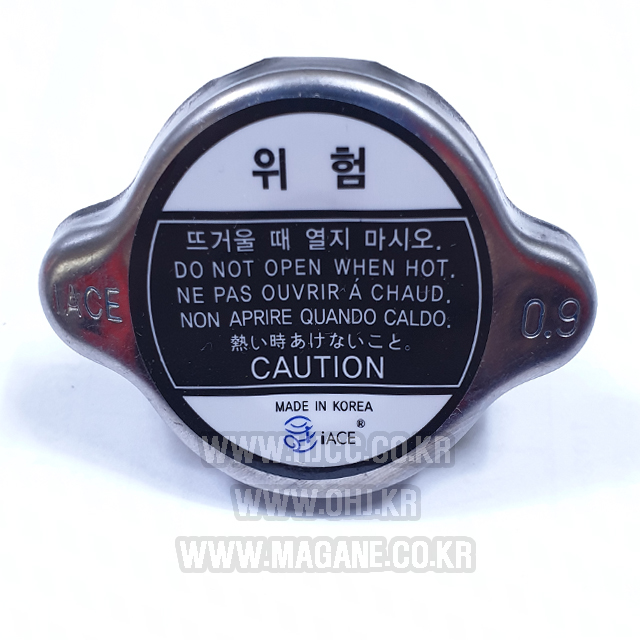 위 험
뜨거울 때 열지 마시오.
DO NOT OPEN WHEN HOT.
NE PAS OUVRIR Á CHAUD.
NON APRIRE QUANDO CALDO.
熱い時あけないこと。
CAUTION
IACE
0.9
MADE IN KOREA
iACE ®
WWW.OHJ.KR
WWW.MAGANE.CO.KR